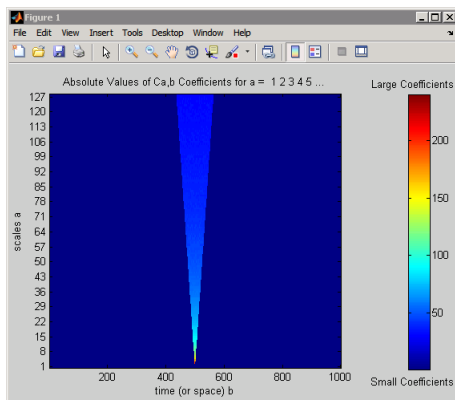 Figure 1
File Edit View Insert Tools Desktop Window Help
Absolute Values of Ca,b Coefficients for a = 1 2 3 4 5 ...
Large Coefficients
127
120
113
106
99
92
85
78
71
64
57
50
43
36
29
22
15
8
1
scales a
200 400 600 800 1000
time (or space) b
200
150
100
50
Small Coefficients